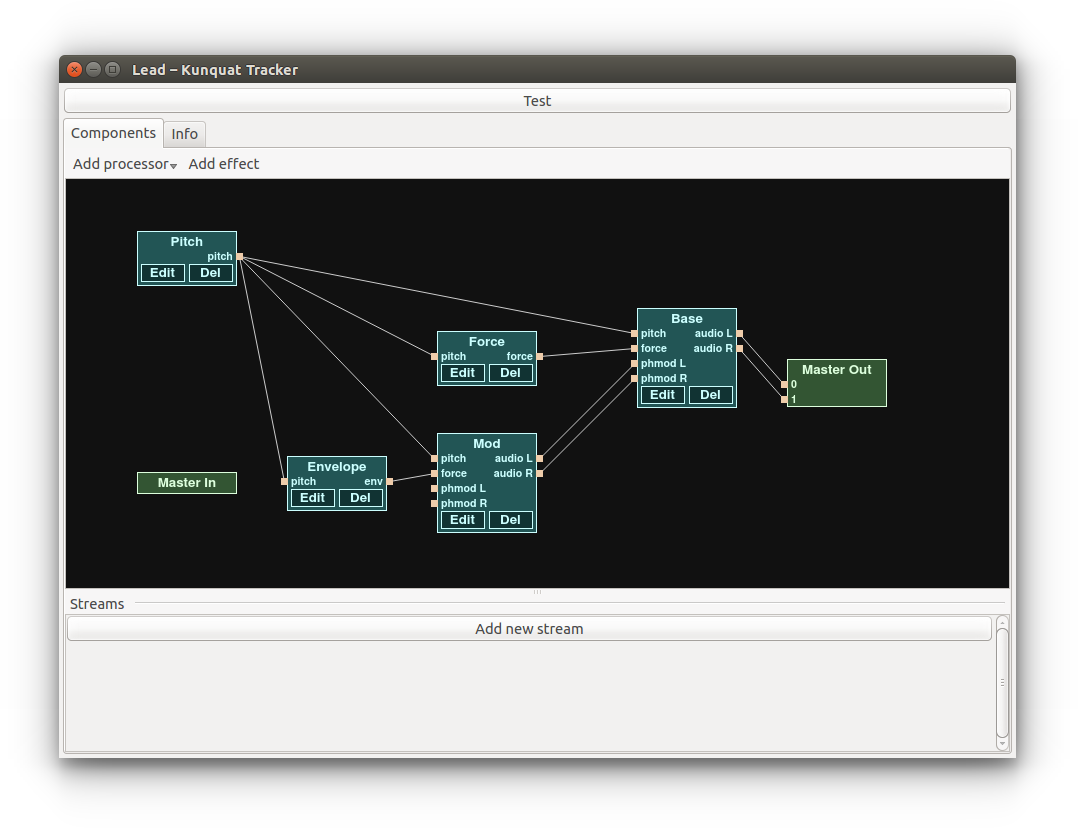 Lead – Kunquat Tracker
Test
Components Info
Add processor Add effect
Pitch
pitch
Edit Del
Force
pitch force
Edit Del
Base
pitch audio L
force audio R
phmod L
phmod R
Edit Del
Master Out
0
1
Mod
pitch audio L
force audio R
phmod L
phmod R
Edit Del
Envelope
pitch env
Edit Del
Master In
Streams
Add new stream